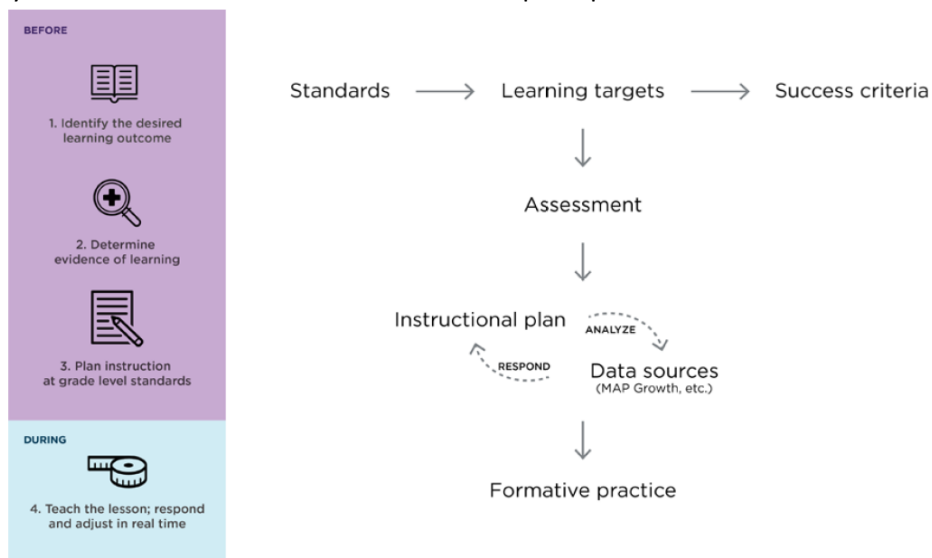 BEFORE
1. Identify the desired
learning outcome
2. Determine
evidence of learning
3. Plan instruction
at grade level standards
DURING
4. Teach the lesson; respond
and adjust in real time
Standards
Learning targets
Success criteria
Assessment
Instructional plan
ANALYZE
RESPOND
Data sources
(MAP Growth, etc.)
Formative practice